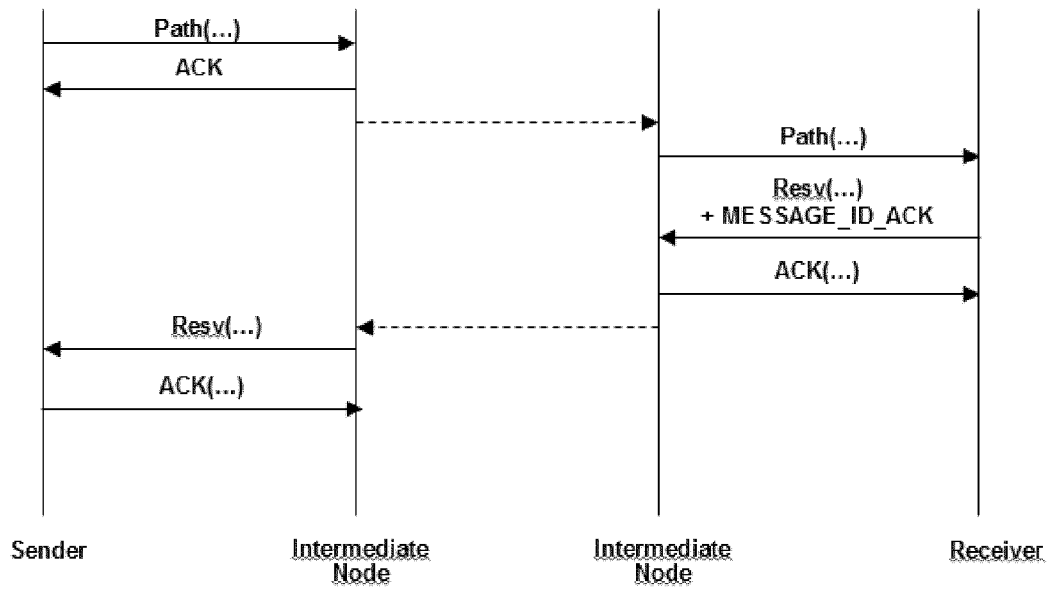 Path(...)
ACK
Path(...)
Resv(...)
+ MESSAGE_ID_ACK
ACK(...)
Resv(...)
ACK(...)
Sender
Intermediate
Node
Intermediate
Node
Receiver